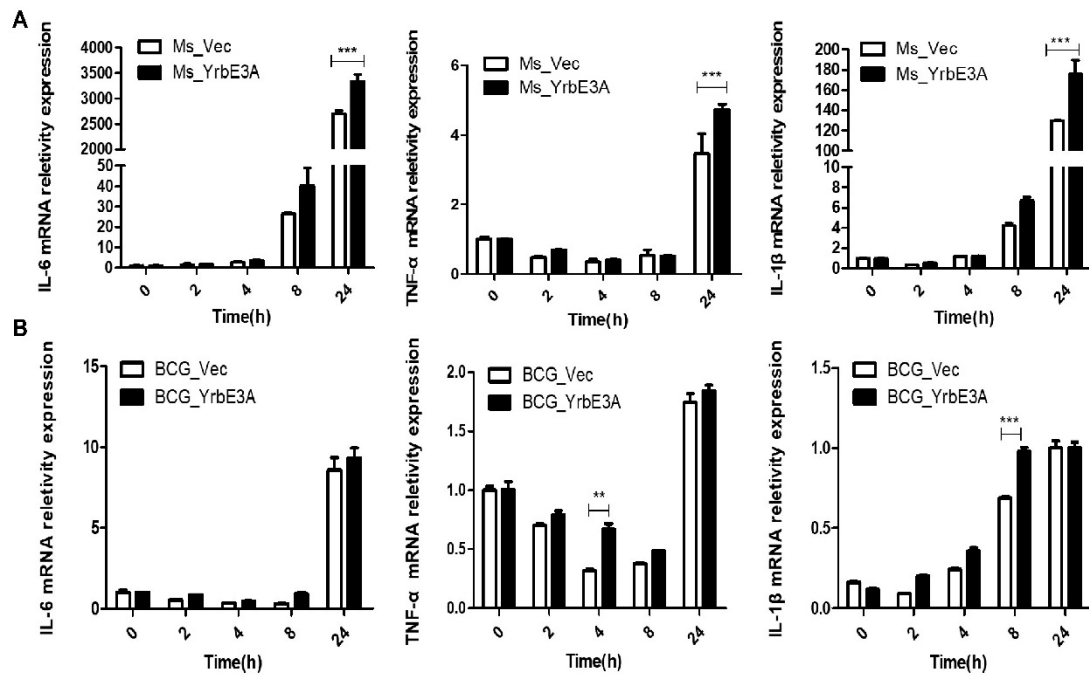 A
IL-6 mRNA reletivity expression
4000
3500
3000
2500
2000
50
40
30
20
10
0
Ms_Vec
Ms_YrbE3A
***
0 2 4 8 24
Time(h)
TNF-α mRNA reletivity expression
6
4
2
0
Ms_Vec
Ms_YrbE3A
***
0 2 4 8 24
Time(h)
IL-1β mRNA reletivity expression
200
180
160
140
120
100
10
8
6
4
2
0
Ms_Vec
Ms_YrbE3A
***
0 2 4 8 24
Time(h)
B
IL-6 mRNA reletivity expression
15
10
5
0
BCG_Vec
BCG_YrbE3A
0 2 4 8 24
Time(h)
TNF-α mRNA reletivity expression
2.0
1.5
1.0
0.5
0.0
BCG_Vec
BCG_YrbE3A
**
0 2 4 8 24
Time(h)
IL-1β mRNA reletivity expression
1.5
1.0
0.5
0.0
BCG_Vec
BCG_YrbE3A
***
0 2 4 8 24
Time(h)